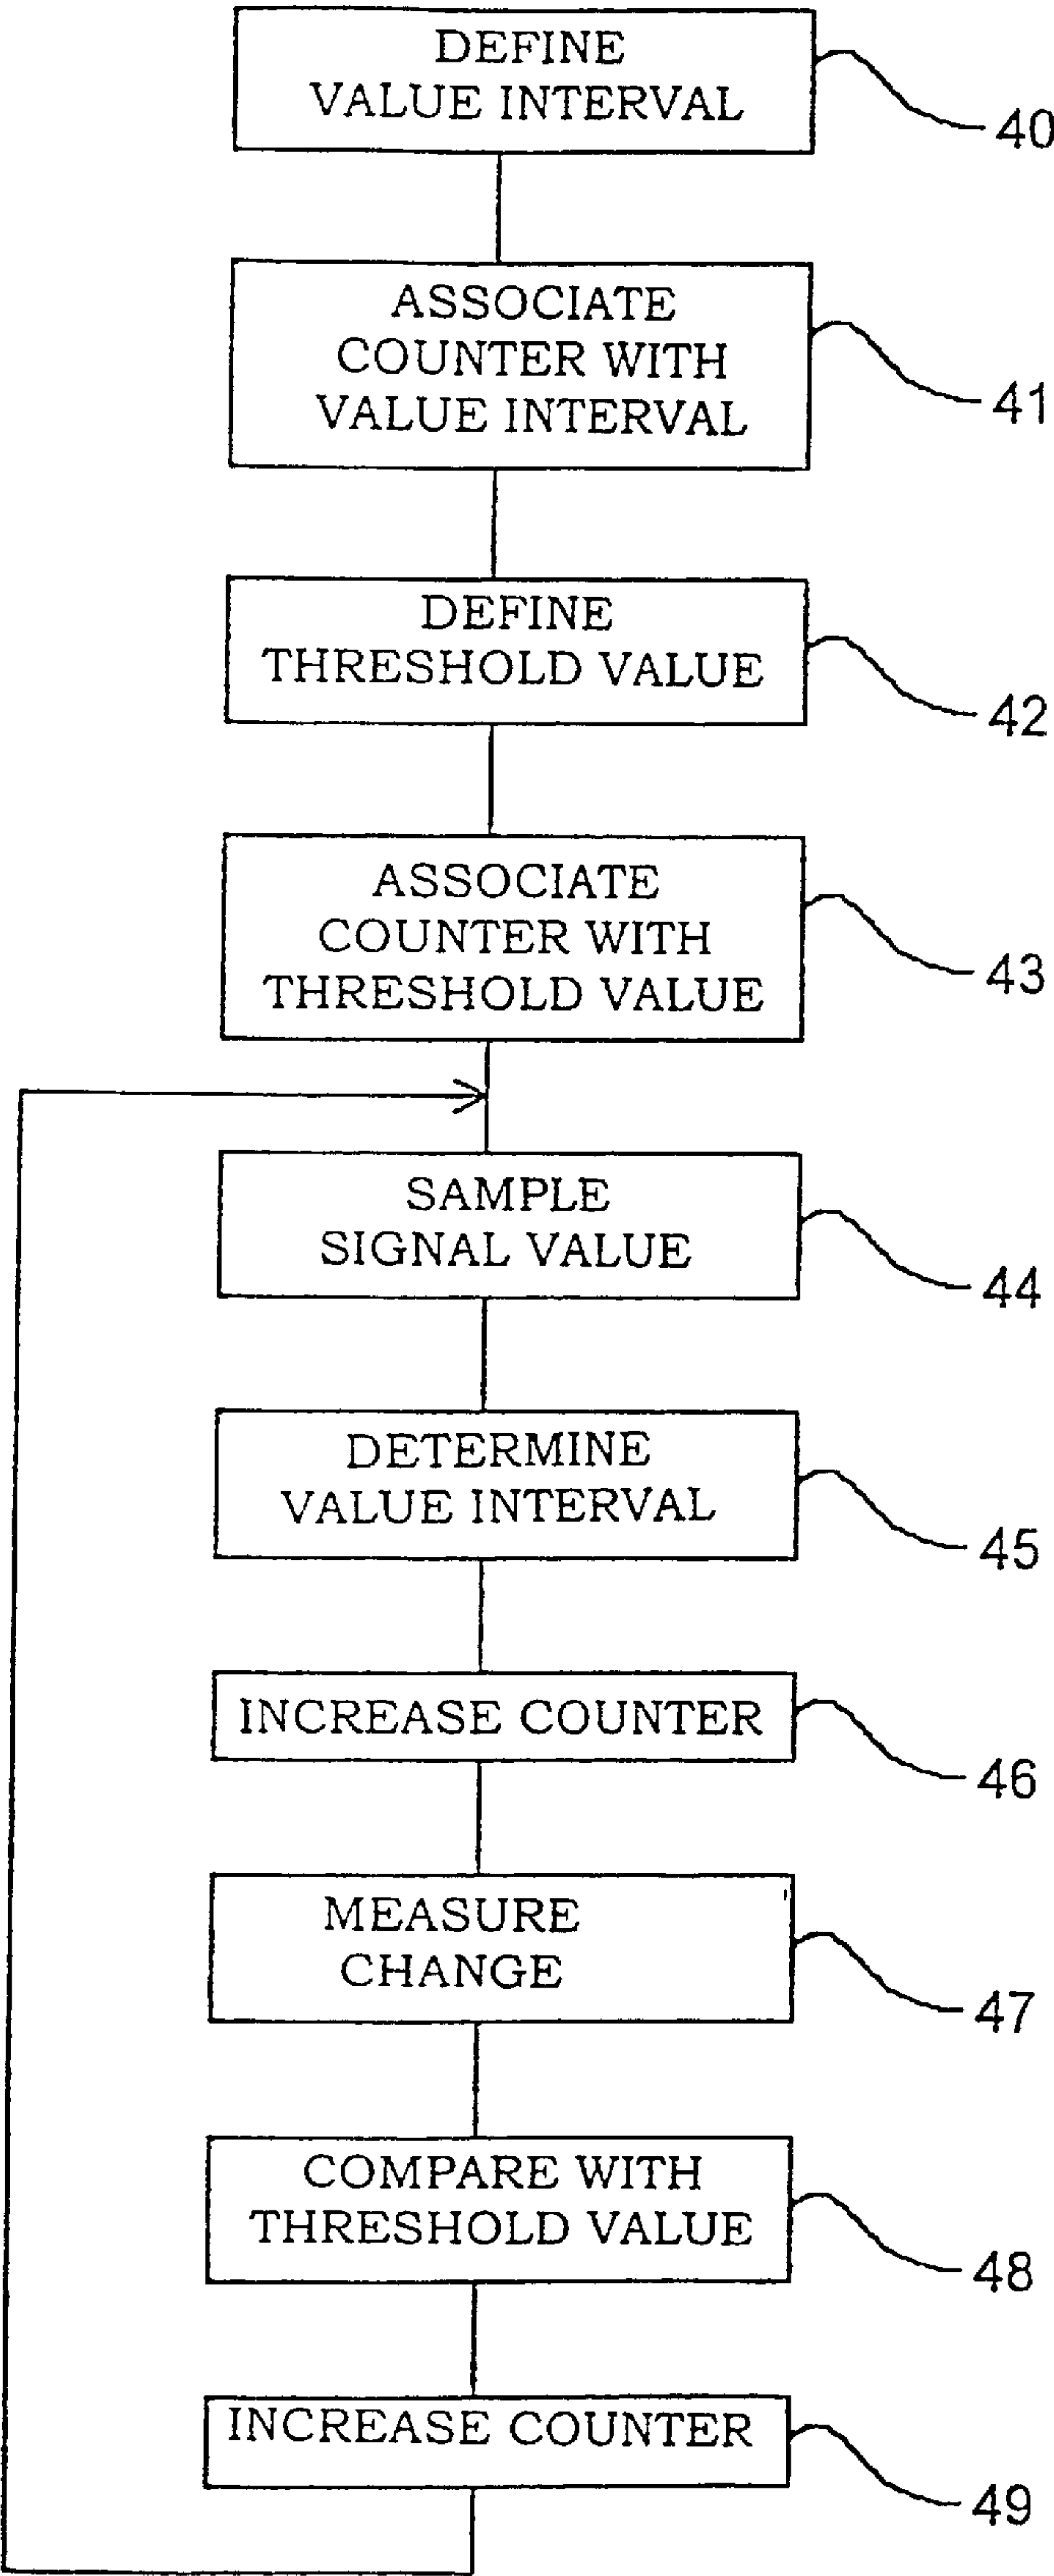 DEFINE
VALUE INTERVAL
40
ASSOCIATE
COUNTER WITH
VALUE INTERVAL
41
DEFINE
THRESHOLD VALUE
42
ASSOCIATE
COUNTER WITH
THRESHOLD VALUE
43
SAMPLE
SIGNAL VALUE
44
DETERMINE
VALUE INTERVAL
45
INCREASE COUNTER
46
MEASURE
CHANGE
47
COMPARE WITH
THRESHOLD VALUE
48
INCREASE COUNTER
49